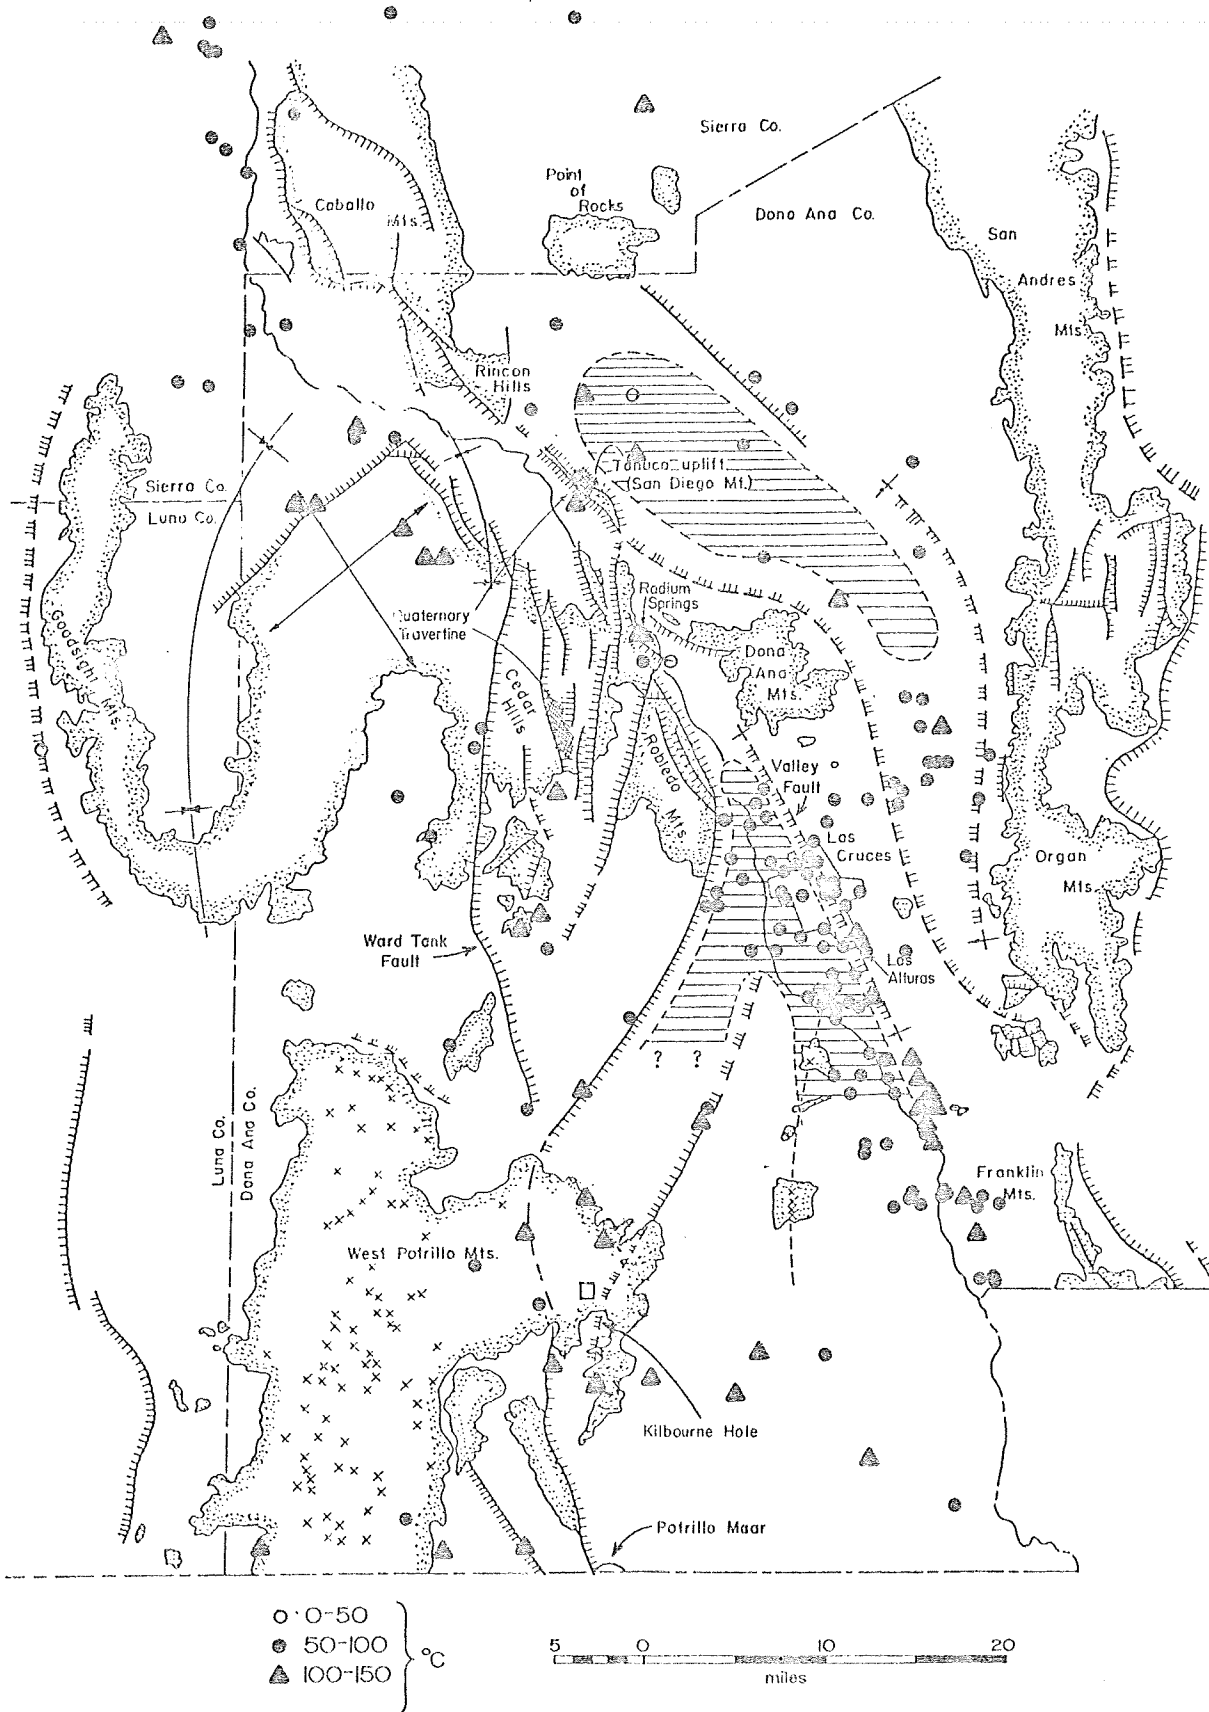 Sierra Co.
Point
of
Rocks
Dona Ana Co.
Caballo
Mts.
San
Andres
Mts.
Rincon
Hills
Tonuco uplift
(San Diego Mt.)
Sierra Co.
Luna Co.
Goodsight Mts.
Quaternary
Travertine
Radium
Springs
Dona
Ana
Mts.
Cedar
Hills
Robledo
Mts.
Valley
Fault
Las
Cruces
Organ
Mts.
Ward Tank
Fault
Las
Alturas
? ?
Luna Co.
Dona Ana Co.
Franklin
Mts.
West Potrillo Mts.
Kilbourne Hole
Potrillo Maar
0-50
50-100
100-150
°C
5 0 10 20
miles